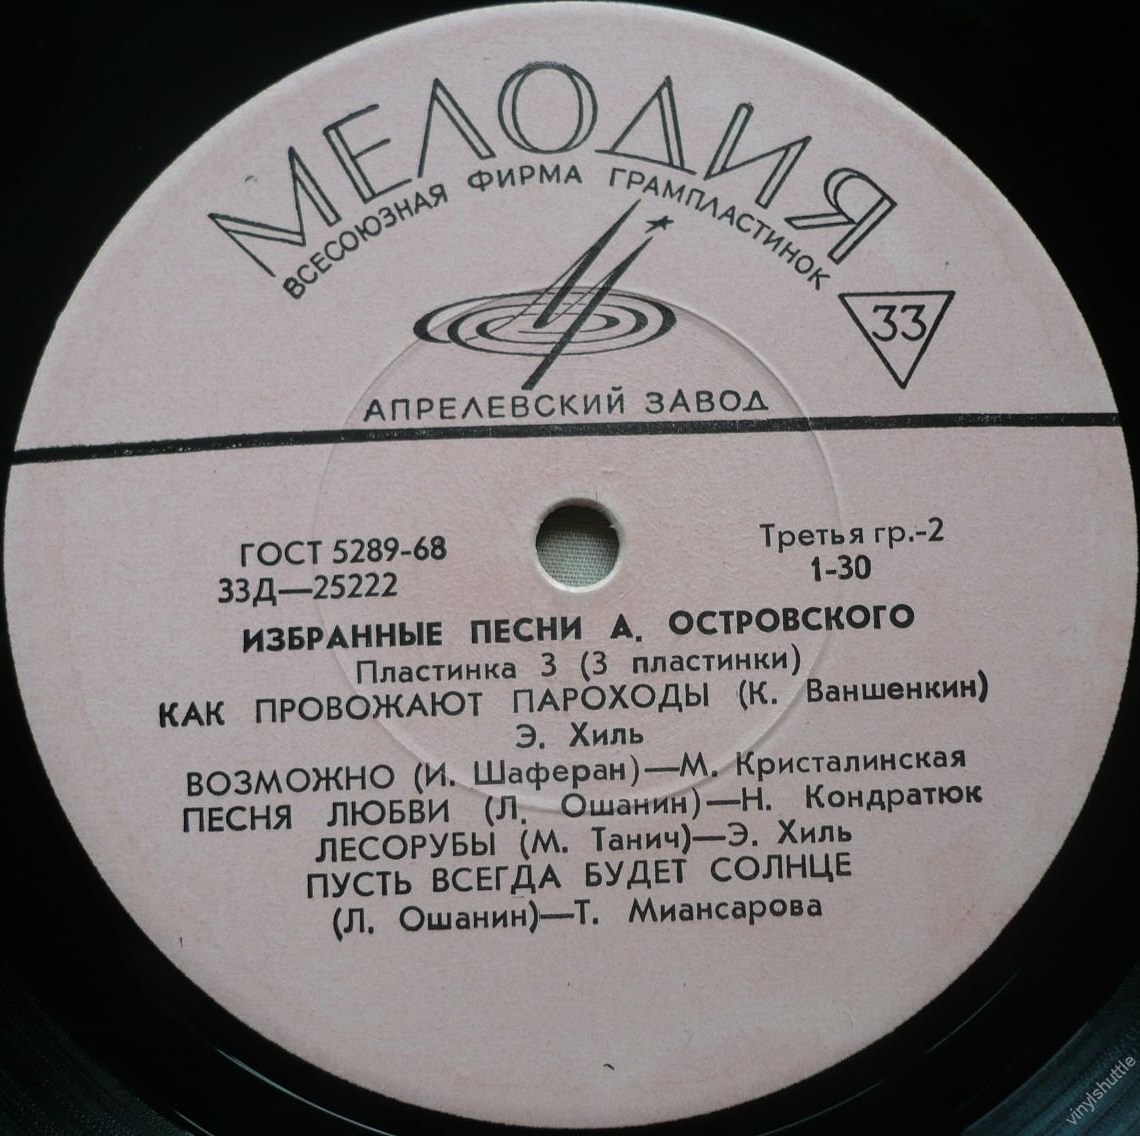 МЕЛОДИЯ
ВСЕСОЮЗНАЯ ФИРМА ГРАМПЛАСТИНОК
33
АПРЕЛЕВСКИЙ ЗАВОД
ГОСТ 5289-68
Третья гр.-2
33Д—25222
1-30
ИЗБРАННЫЕ ПЕСНИ А. ОСТРОВСКОГО
Пластинка 3 (3 пластинки)
КАК ПРОВОЖАЮТ ПАРОХОДЫ (К. Ваншенкин)
Э. Хиль
ВОЗМОЖНО (И. Шаферан)—М. Кристалинская
ПЕСНЯ ЛЮБВИ (Л. Ошанин)—Н. Кондратюк
ЛЕСОРУБЫ (М. Танич)—Э. Хиль
ПУСТЬ ВСЕГДА БУДЕТ СОЛНЦЕ
(Л. Ошанин)—Т. Миансарова
vinylshuttle